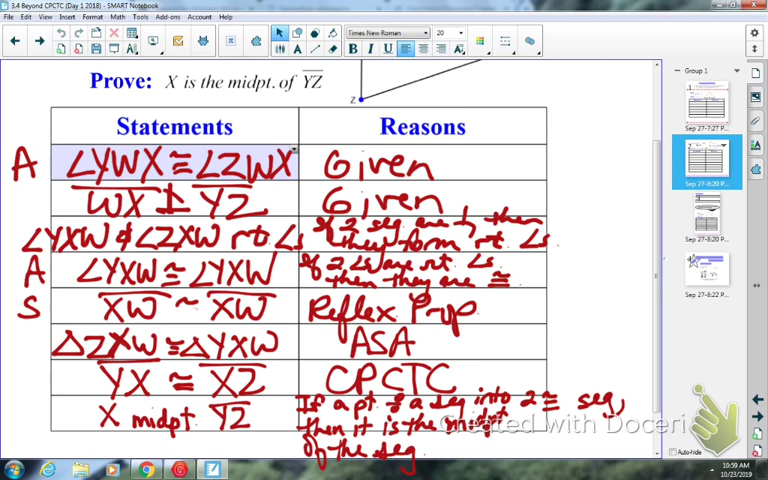 3.4 Beyond CPCTC (Day 1 2018) - SMART Notebook
File Edit View Insert Format Tools Add-ons Account Help
Times New Roman 20
B I U
Group 1
Prove: X is the midpt. of YZ
Z
Statements Reasons
A ∠YWX ≅ ∠ZWX Given
WX ⊥ YZ Given
∠YXW & ∠ZXW rt ∠s If 2 seg are ⊥, then they form rt ∠s
A ∠YXW ≅ ∠YXW If 2 ∠s are rt ∠s then they are ≅
S XW ~ XW Reflex Prop
△ZXW ≅ △YXW ASA
YX ≅ XZ CPCTC
X midpt YZ If a pt ÷ a seg into 2 ≅ seg, then it is the midpt of the seg
Created with Doceri
Sep 27-7:27
Sep 27-8:20 P...
Sep 27-8:20 P...
Sep 27-8:22 P...
Auto-hide
10:59 AM
10/23/2019